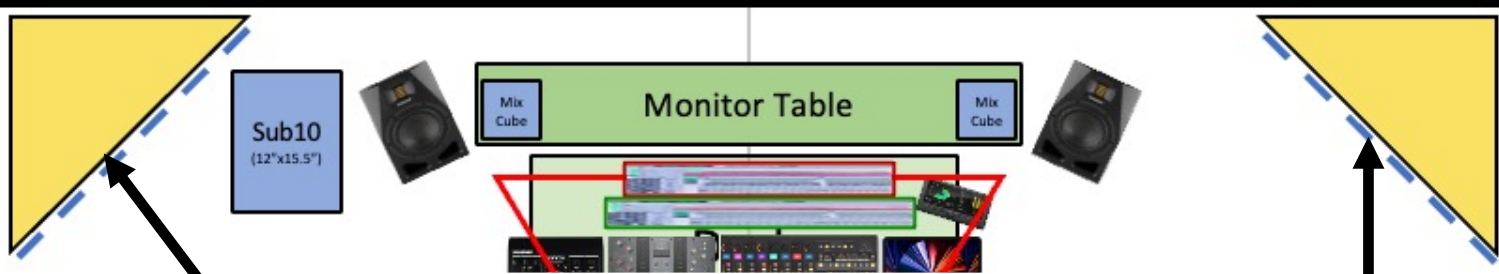 Sub10
(12"x15.5")
Mix
Cube
Monitor Table
Mix
Cube